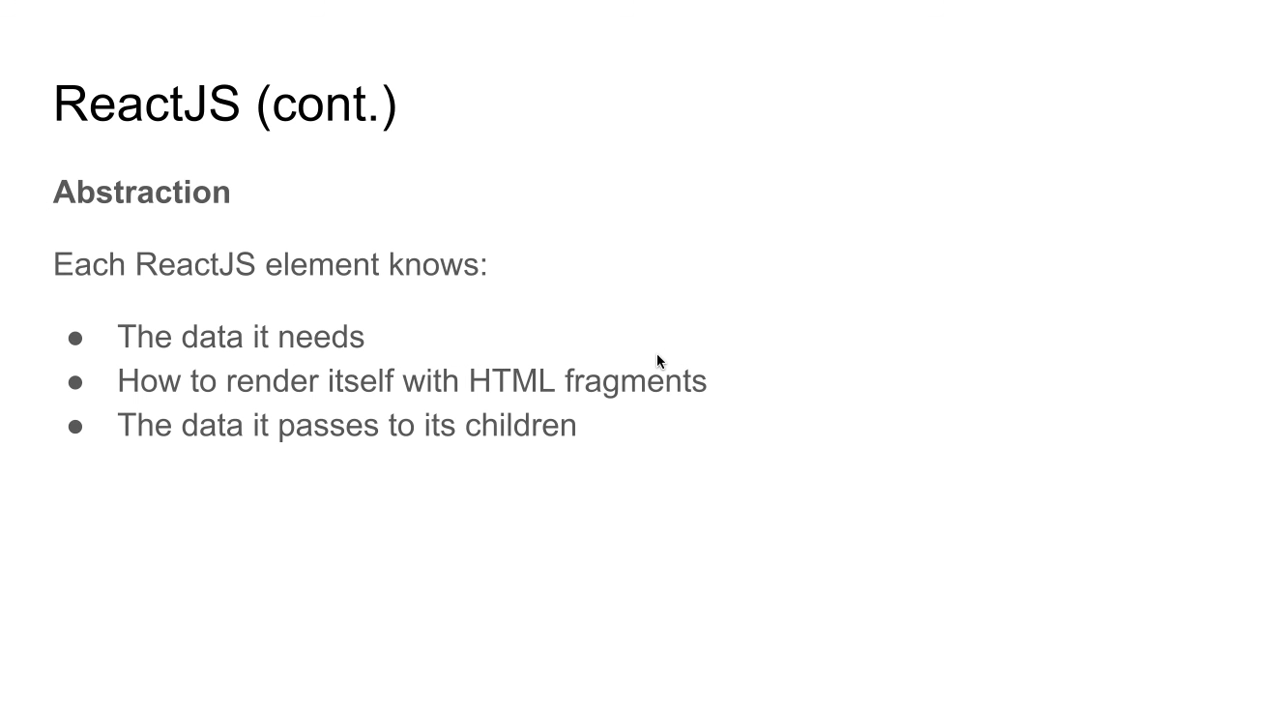 ReactJS (cont.)
Abstraction
Each ReactJS element knows:
● The data it needs
● How to render itself with HTML fragments
● The data it passes to its children